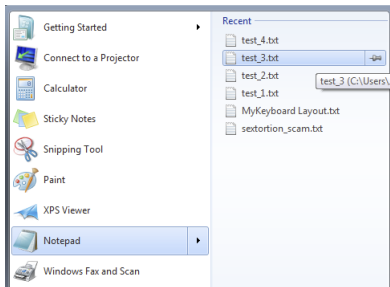 Getting Started
Connect to a Projector
Calculator
Sticky Notes
Snipping Tool
Paint
XPS Viewer
Notepad
Windows Fax and Scan
Recent
test_4.txt
test_3.txt
test_2.txt
test_3 (C:\Users\
test_1.txt
MyKeyboard Layout.txt
sextortion_scam.txt